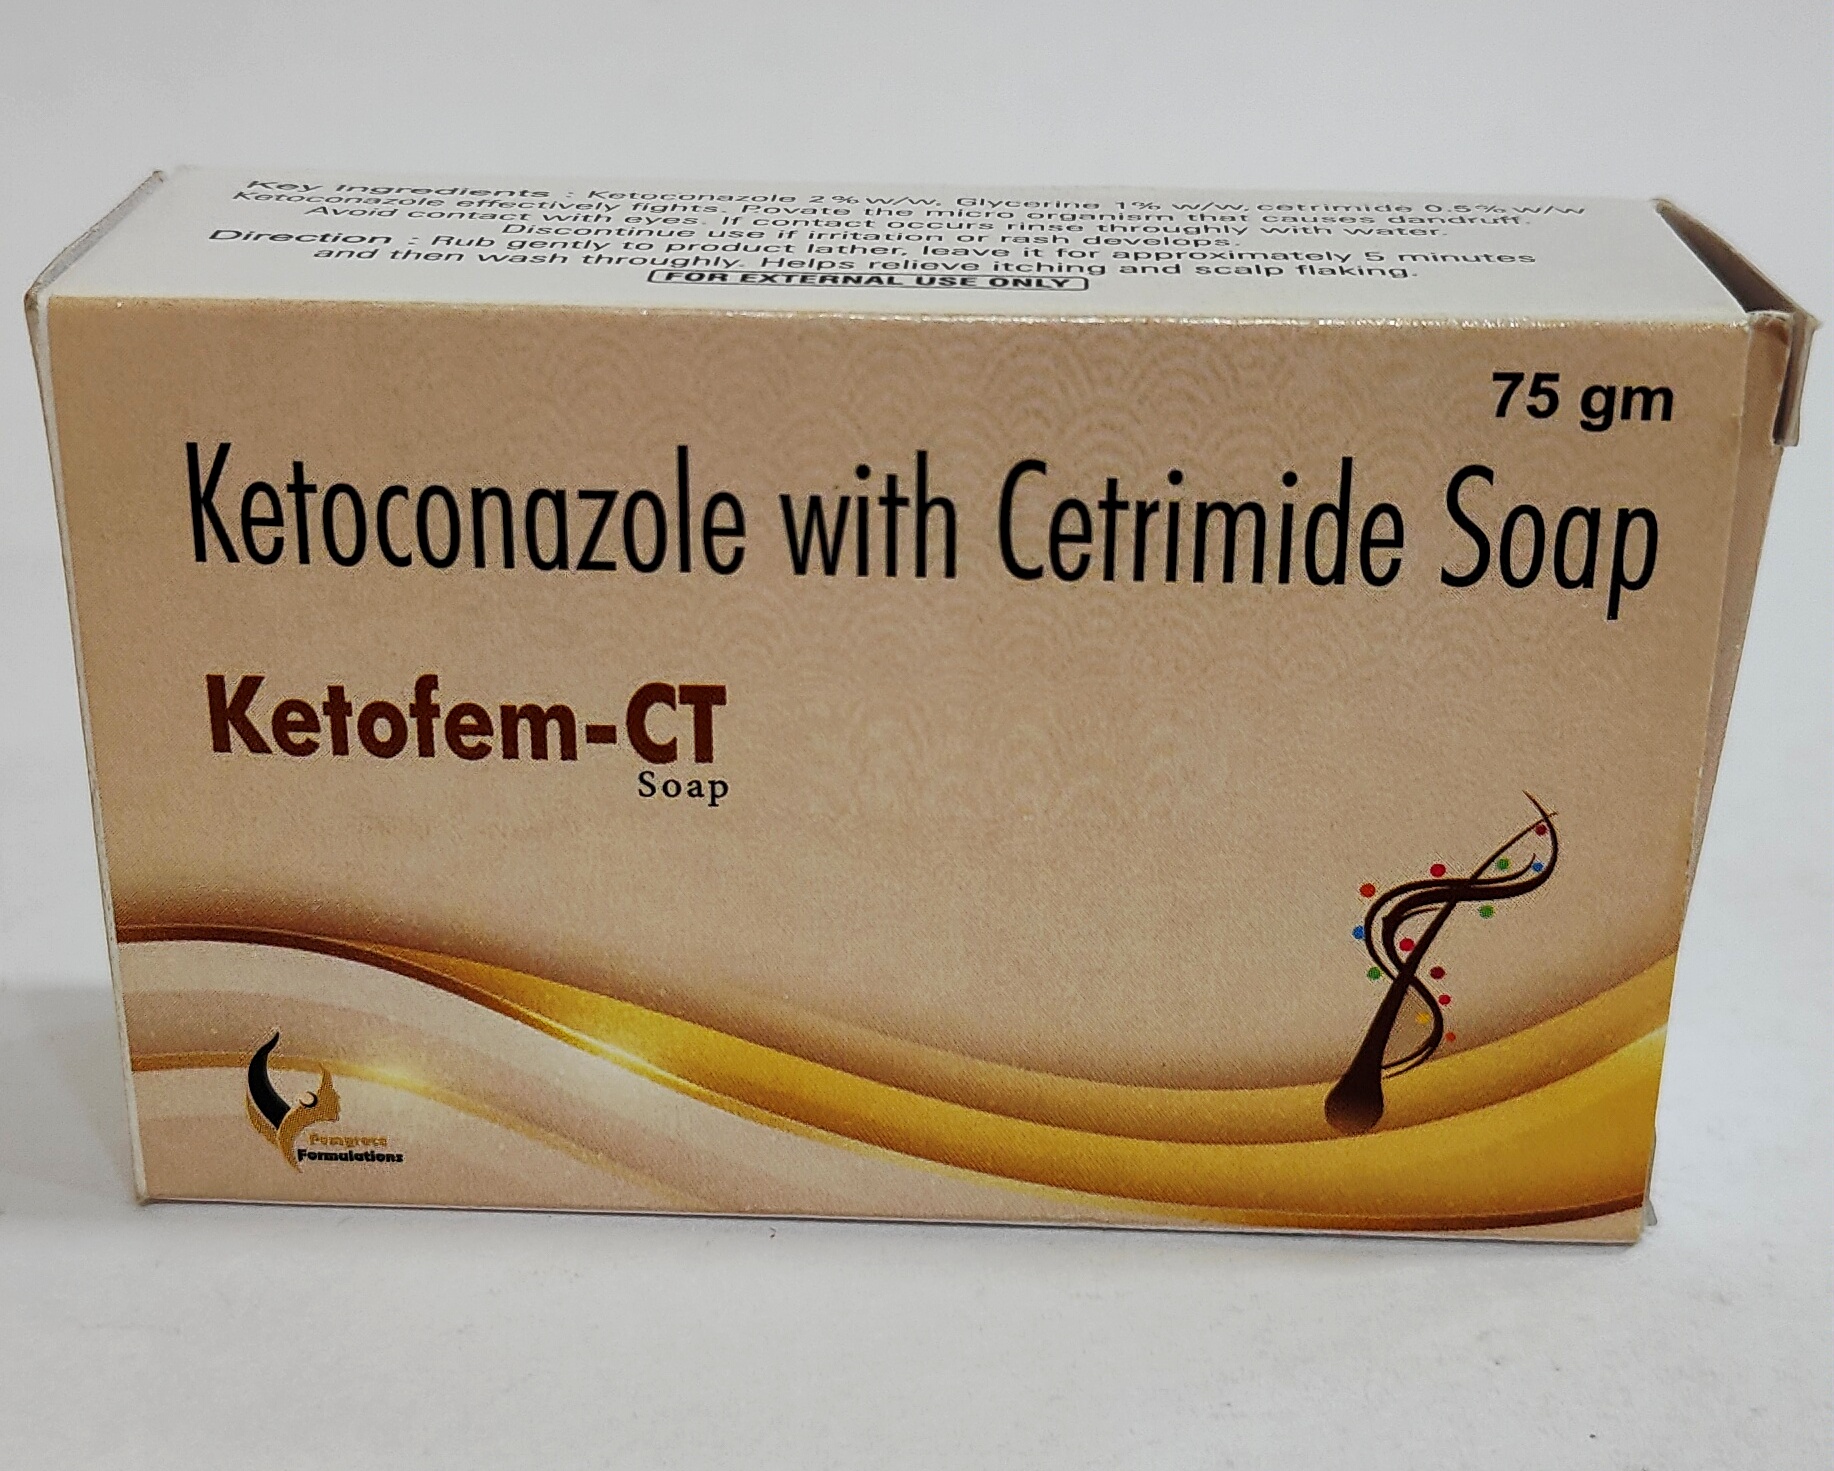 Key Ingredients : Ketoconazole 2% w/w. Glycerine 1% w/w. cetrimide 0.5% w/w
Ketoconazole effectively fights. P.ovate the micro organism that causes dandruff.
Avoid contact with eyes. If contact occurs rinse throughly with water.
Discontinue use if irritation or rash develops.
Direction : Rub gently to product lather, leave it for approximately 5 minutes
and then wash throughly. Helps relieve itching and scalp flaking.
FOR EXTERNAL USE ONLY
75 gm
Ketoconazole with Cetrimide Soap
Ketofem-CT
Soap
Formulations